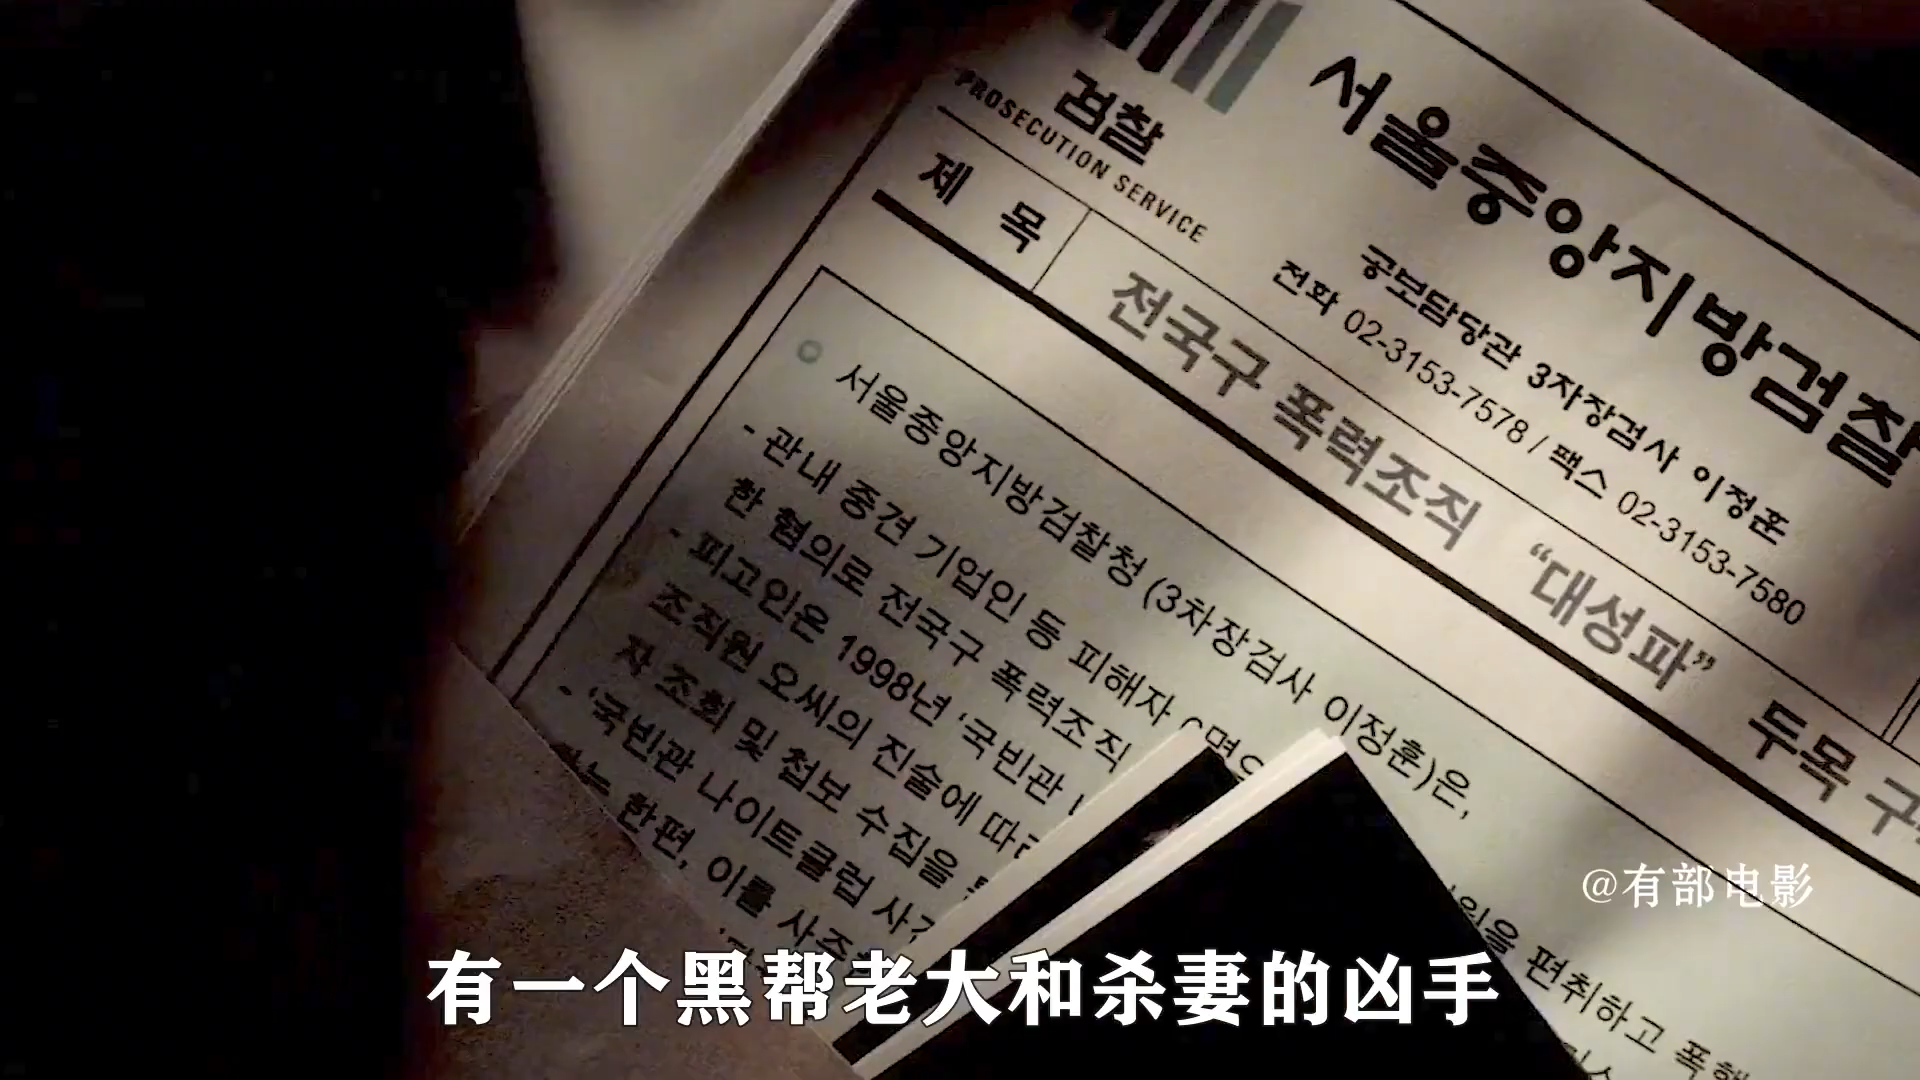 검찰
PROSECUTION SERVICE
서울중앙지방검찰
공보담당관 3차장검사 이정훈
전화 02-3153-7578 / 팩스 02-3153-7580
제 목
전국구 폭력조직 “대성파” 두목
서울중앙지방검찰청 (3차장검사 이정훈)은,
- 관내 중견 기업인 등 피해자
한 혐의로 전국구 폭력조직
원을 편취하고
- 피고인은 1998년 ‘국빈관
조직원 오씨의 진술에 따라
자 조회 및 첩보 수집을
- ‘국빈관 나이트클럽
한편, 이를
@有部电影
有一个黑帮老大和杀妻的凶手